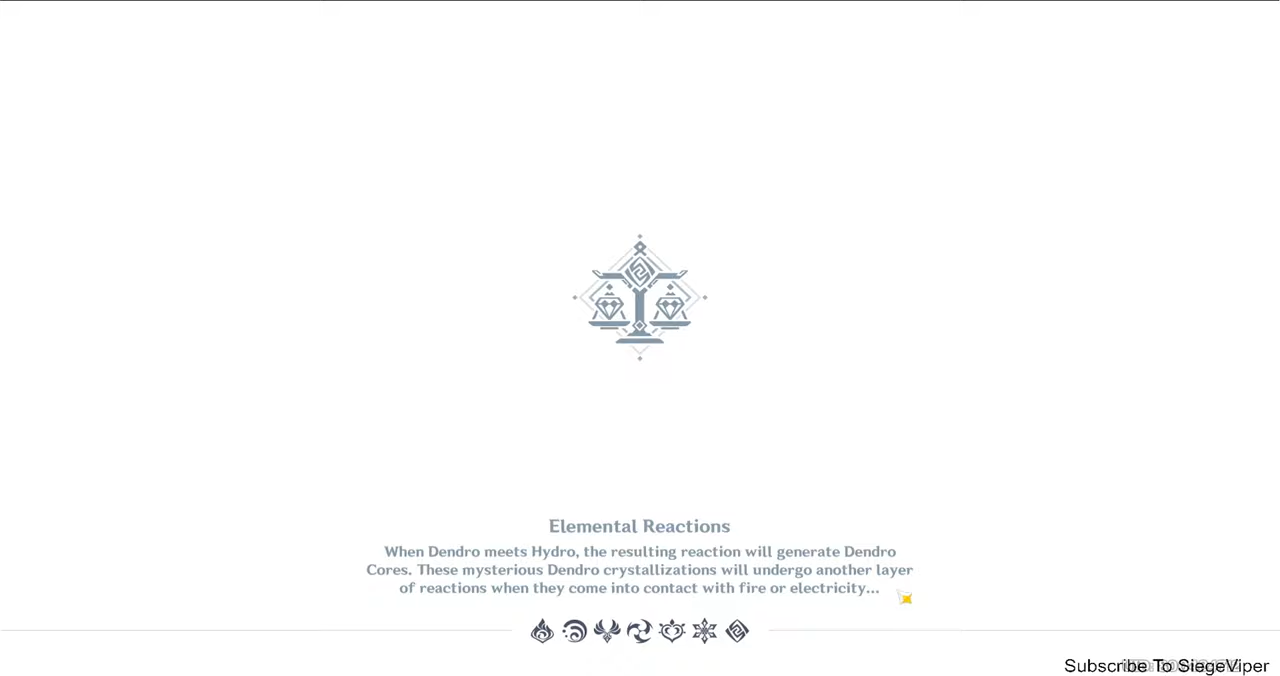 Elemental Reactions
When Dendro meets Hydro, the resulting reaction will generate Dendro
Cores. These mysterious Dendro crystallizations will undergo another layer
of reactions when they come into contact with fire or electricity...
Subscribe To SiegeViper